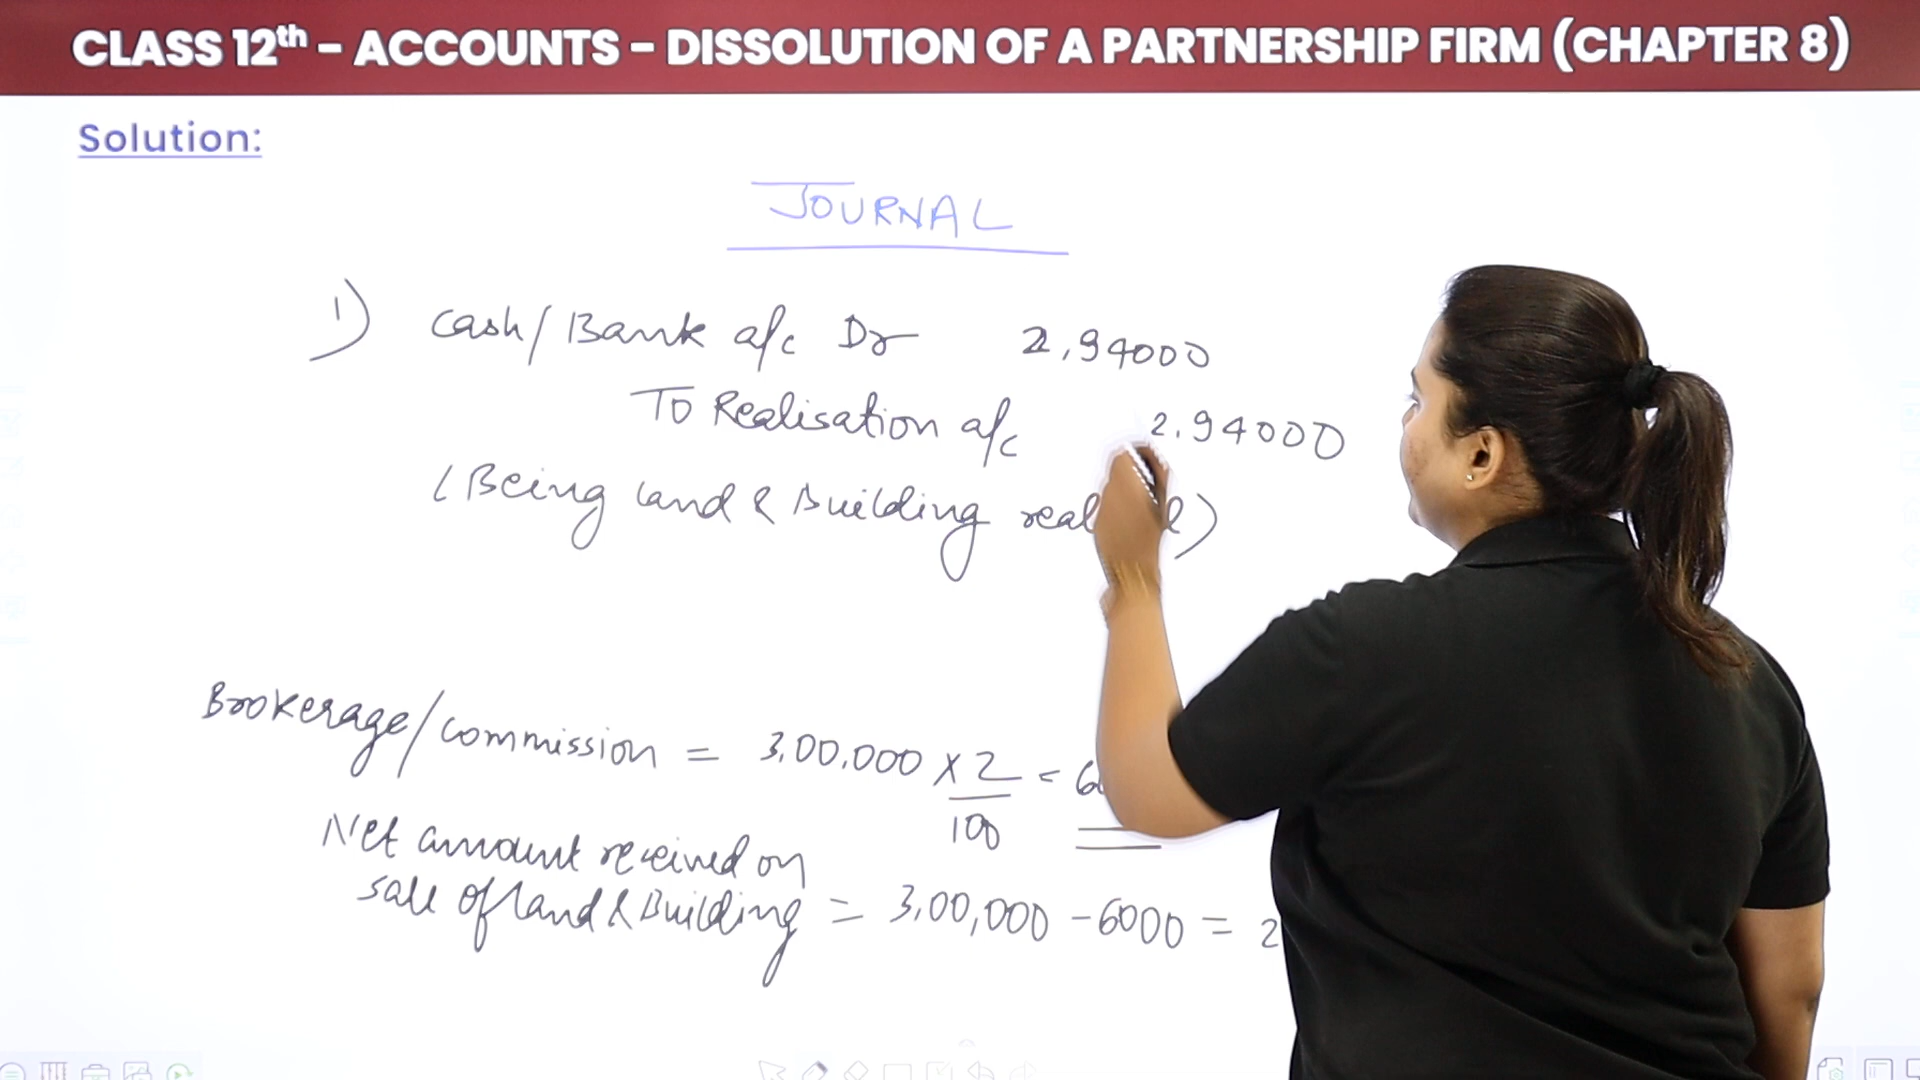 CLASS 12th – ACCOUNTS – DISSOLUTION OF A PARTNERSHIP FIRM (CHAPTER 8)
Solution:
JOURNAL
1) Cash/Bank a/c Dr 2,94000
To Realisation a/c 2,94000
(Being land & Building
Brokerage/commission = 3,00,000 x 2/100 =
Net amount received on
sale of land & Building = 3,00,000 - 6000 =